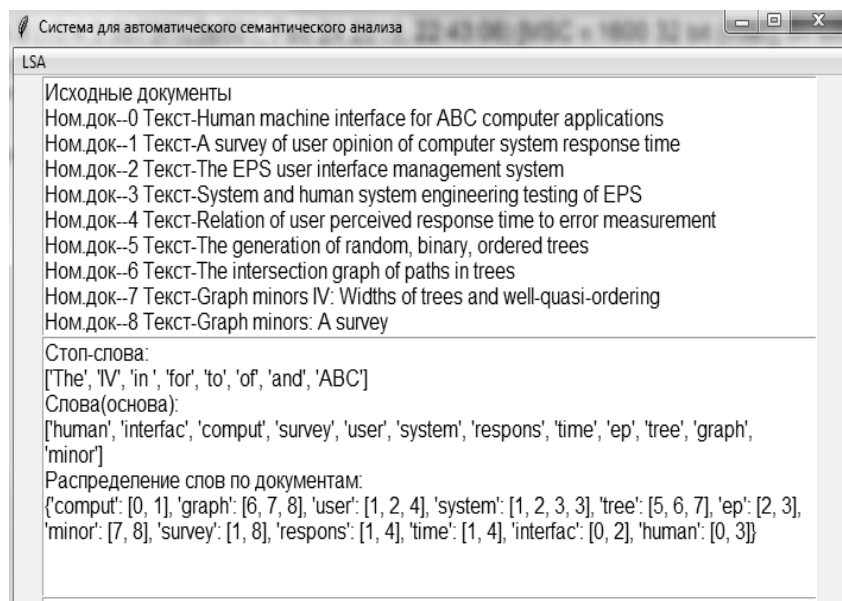 Система для автоматического семантического анализа
LSA
Исходные документы
Ном.док--0 Текст-Human machine interface for ABC computer applications
Ном.док--1 Текст-A survey of user opinion of computer system response time
Ном.док--2 Текст-The EPS user interface management system
Ном.док--3 Текст-System and human system engineering testing of EPS
Ном.док--4 Текст-Relation of user perceived response time to error measurement
Ном.док--5 Текст-The generation of random, binary, ordered trees
Ном.док--6 Текст-The intersection graph of paths in trees
Ном.док--7 Текст-Graph minors IV: Widths of trees and well-quasi-ordering
Ном.док--8 Текст-Graph minors: A survey
Стоп-слова:
['The', 'IV', 'in ', 'for', 'to', 'of', 'and', 'ABC']
Слова(основа):
['human', 'interfac', 'comput', 'survey', 'user', 'system', 'respons', 'time', 'ep', 'tree', 'graph',
'minor']
Распределение слов по документам:
{'comput': [0, 1], 'graph': [6, 7, 8], 'user': [1, 2, 4], 'system': [1, 2, 3, 3], 'tree': [5, 6, 7], 'ep': [2, 3],
'minor': [7, 8], 'survey': [1, 8], 'respons': [1, 4], 'time': [1, 4], 'interfac': [0, 2], 'human': [0, 3]}